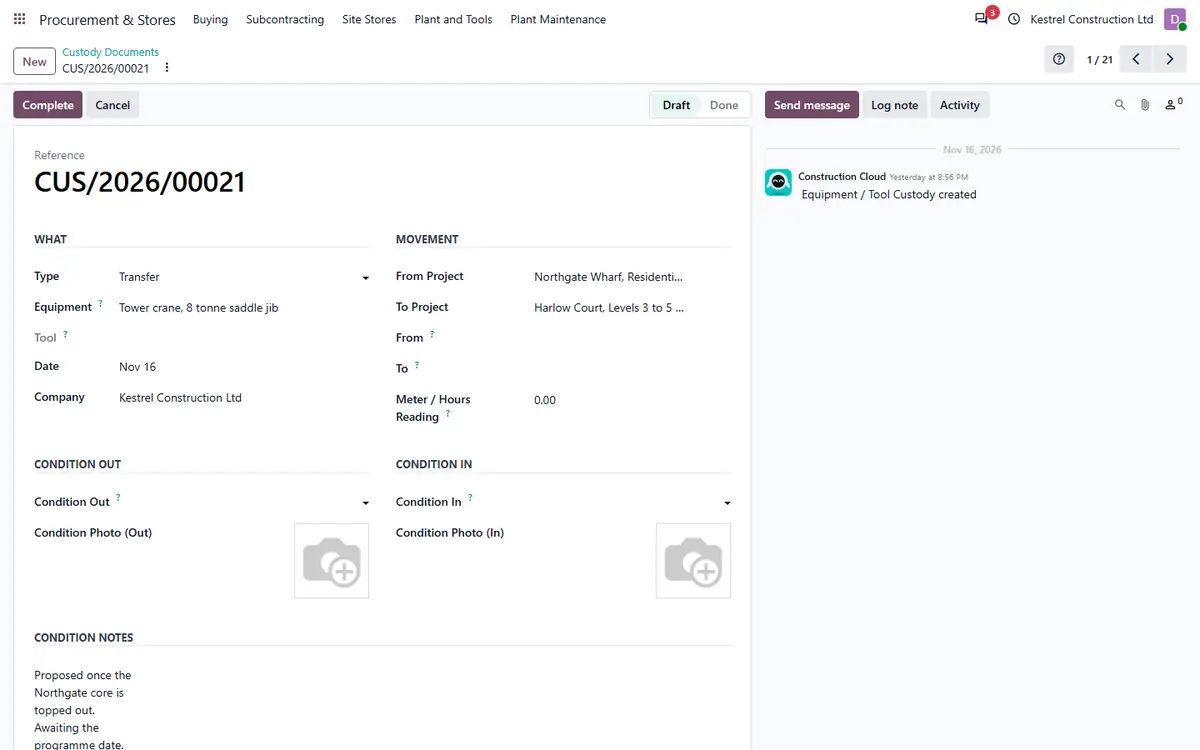 Procurement & Stores Buying Subcontracting Site Stores Plant and Tools Plant Maintenance 3 Kestrel Construction Ltd D
New Custody Documents 1 / 21
CUS/2026/00021
Complete Cancel Draft Done Send message Log note Activity 0
Reference
CUS/2026/00021
Nov 16, 2026
Construction Cloud Yesterday at 8:56 PM
Equipment / Tool Custody created
WHAT
Type Transfer
Equipment ? Tower crane, 8 tonne saddle jib
Tool ?
Date Nov 16
Company Kestrel Construction Ltd
MOVEMENT
From Project Northgate Wharf, Residenti...
To Project Harlow Court, Levels 3 to 5 ...
From ?
To ?
Meter / Hours 0.00
Reading ?
CONDITION OUT
Condition Out ?
Condition Photo (Out)
CONDITION IN
Condition In ?
Condition Photo (In)
CONDITION NOTES
Proposed once the
Northgate core is
topped out.
Awaiting the
programme date.